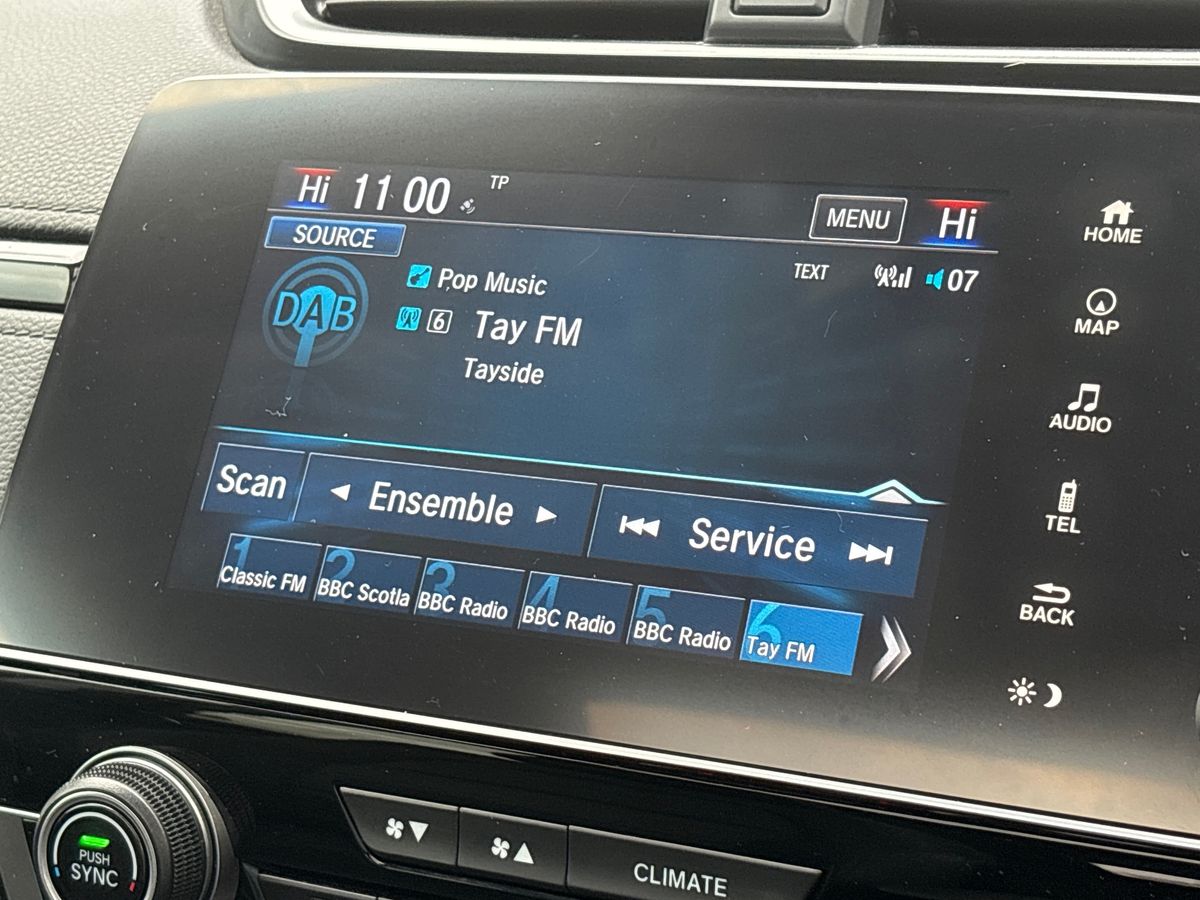 Hi 11 00 TP MENU Hi
SOURCE
TEXT 07
DAB
Pop Music
6 Tay FM
Tayside
Scan ◄ Ensemble ► Service
1 Classic FM
2 BBC Scotla
3 BBC Radio
4 BBC Radio
5 BBC Radio
6 Tay FM
HOME
MAP
AUDIO
TEL
BACK
PUSH
SYNC
CLIMATE